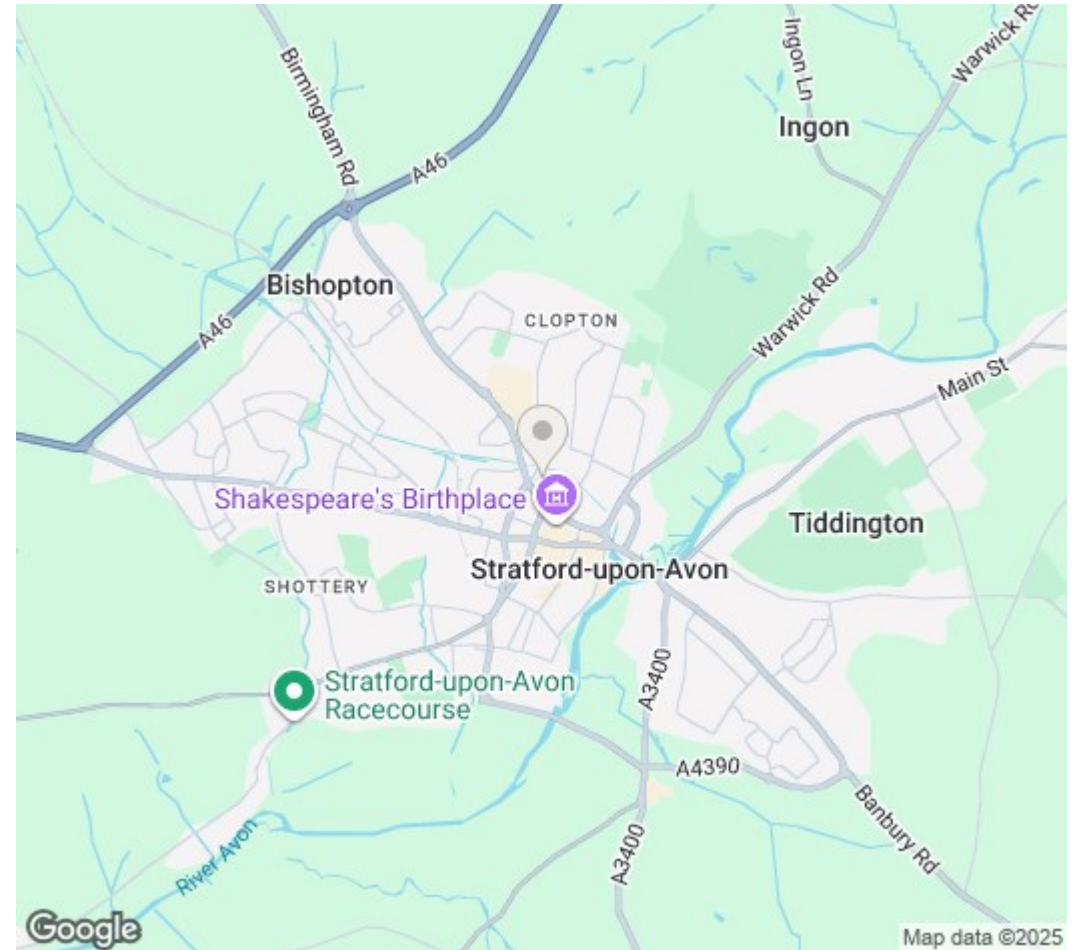 Birmingham Rd
A46
Ingon Ln
Warwick Rd
Ingon
Bishopton
A46
CLOPTON
Warwick Rd
Main St
Shakespeare's Birthplace
Tiddington
Stratford-upon-Avon
SHOTTERY
Stratford-upon-Avon
Racecourse
A3400
A4390
River Avon
A3400
Banbury Rd
Google
Map data ©2025